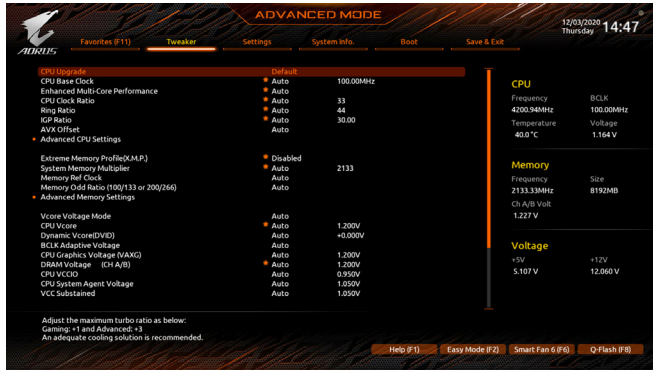 ADVANCED MODE
12/03/2020 Thursday 14:47
AORUS
Favorites (F11) Tweaker Settings System Info. Boot Save & Exit
CPU Upgrade Default
CPU Base Clock Auto 100.00MHz
Enhanced Multi-Core Performance Auto
CPU Clock Ratio Auto 33
Ring Ratio Auto 44
IGP Ratio Auto 30.00
AVX Offset Auto
Advanced CPU Settings
Extreme Memory Profile(X.M.P.) Disabled
System Memory Multiplier Auto 2133
Memory Ref Clock Auto
Memory Odd Ratio (100/133 or 200/266) Auto
Advanced Memory Settings
Vcore Voltage Mode Auto
CPU Vcore Auto 1.200V
Dynamic Vcore(DVID) Auto +0.000V
BCLK Adaptive Voltage Auto
CPU Graphics Voltage (VAXG) Auto 1.200V
DRAM Voltage (CH A/B) Auto 1.200V
CPU VCCIO Auto 0.950V
CPU System Agent Voltage Auto 1.050V
VCC Substained Auto 1.050V
CPU
Frequency BCLK
4200.94MHz 100.00MHz
Temperature Voltage
40.0 °C 1.164 V
Memory
Frequency Size
2133.33MHz 8192MB
Ch A/B Volt
1.227 V
Voltage
+5V +12V
5.107 V 12.060 V
Adjust the maximum turbo ratio as below:
Gaming: +1 and Advanced: +3
An adequate cooling solution is recommended.
Help (F1) Easy Mode (F2) Smart Fan 6 (F6) Q-Flash (F8)